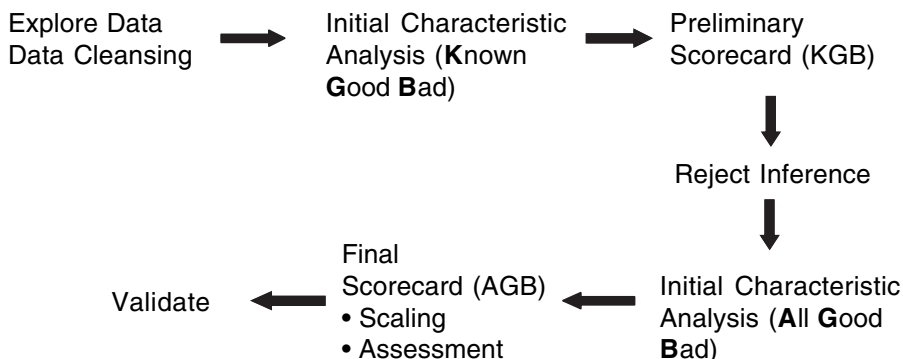 Explore Data
Data Cleansing
Initial Characteristic
Analysis (Known
Good Bad)
Preliminary
Scorecard (KGB)
Reject Inference
Initial Characteristic
Analysis (All Good
Bad)
Final
Scorecard (AGB)
• Scaling
• Assessment
Validate